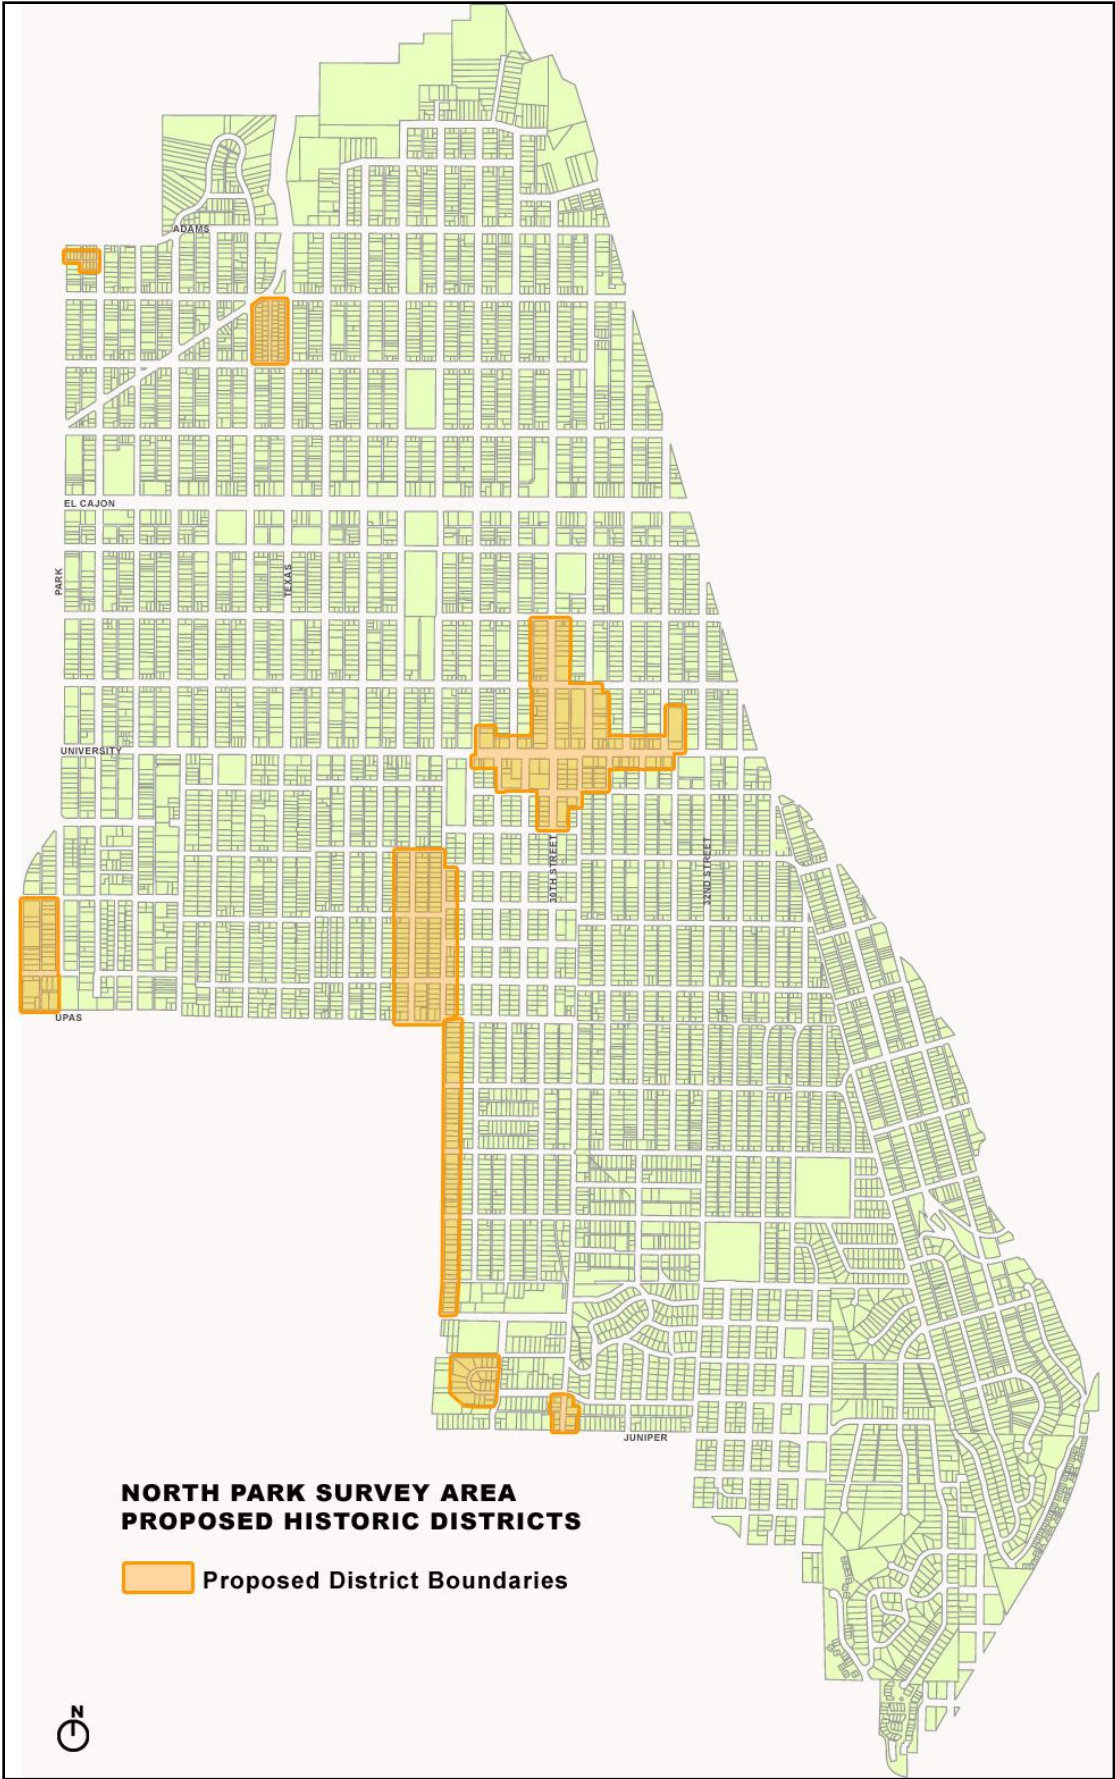 ADAMS
EL CAJON
PARK
TEXAS
UNIVERSITY
30TH STREET
32ND STREET
UPAS
JUNIPER
NORTH PARK SURVEY AREA
PROPOSED HISTORIC DISTRICTS
Proposed District Boundaries
N